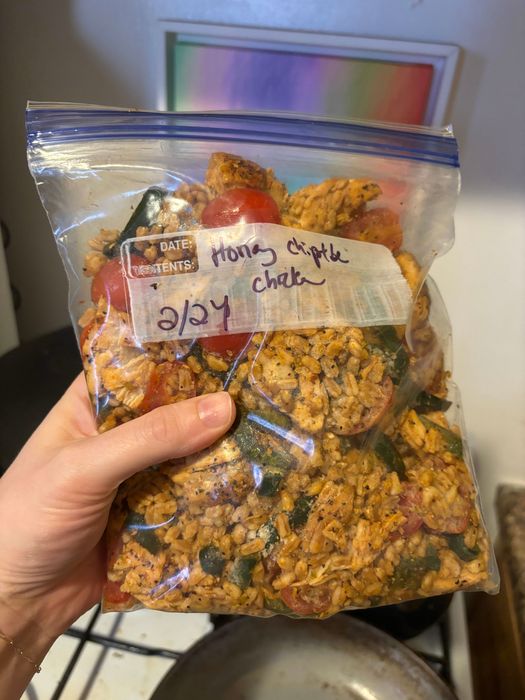 DATE:
CONTENTS:
Honey chipotle
chicken
2/24